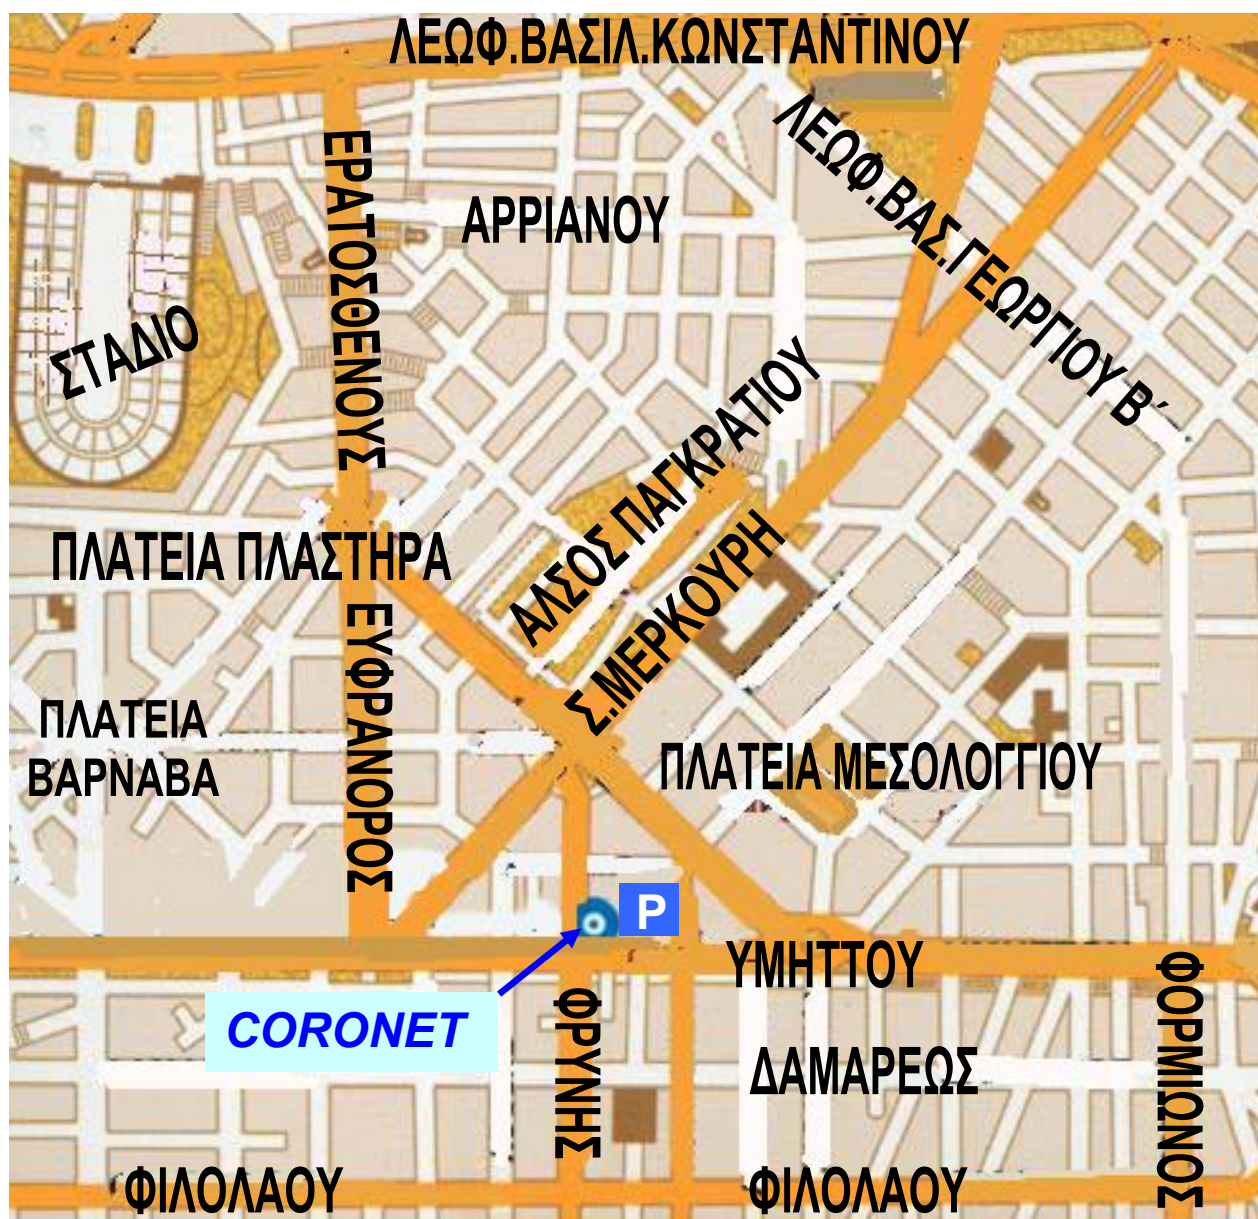 ΛΕΩΦ.ΒΑΣΙΛ.ΚΩΝΣΤΑΝΤΙΝΟΥ
ΛΕΩΦ.ΒΑΣ.ΓΕΩΡΓΙΟΥ Β΄
ΕΡΑΤΟΣΘΕΝΟΥΣ
ΑΡΡΙΑΝΟΥ
ΣΤΑΔΙΟ
ΑΛΣΟΣ ΠΑΓΚΡΑΤΙΟΥ
Σ.ΜΕΡΚΟΥΡΗ
ΠΛΑΤΕΙΑ ΠΛΑΣΤΗΡΑ
ΕΥΦΡΑΝΟΡΟΣ
ΠΛΑΤΕΙΑ
ΒΑΡΝΑΒΑ
ΠΛΑΤΕΙΑ ΜΕΣΟΛΟΓΓΙΟΥ
P
ΥΜΗΤΤΟΥ
CORONET
ΦΡΥΝΗΣ
ΦΟΡΜΙΩΝΟΣ
ΔΑΜΑΡΕΩΣ
ΦΙΛΟΛΑΟΥ
ΦΙΛΟΛΑΟΥ